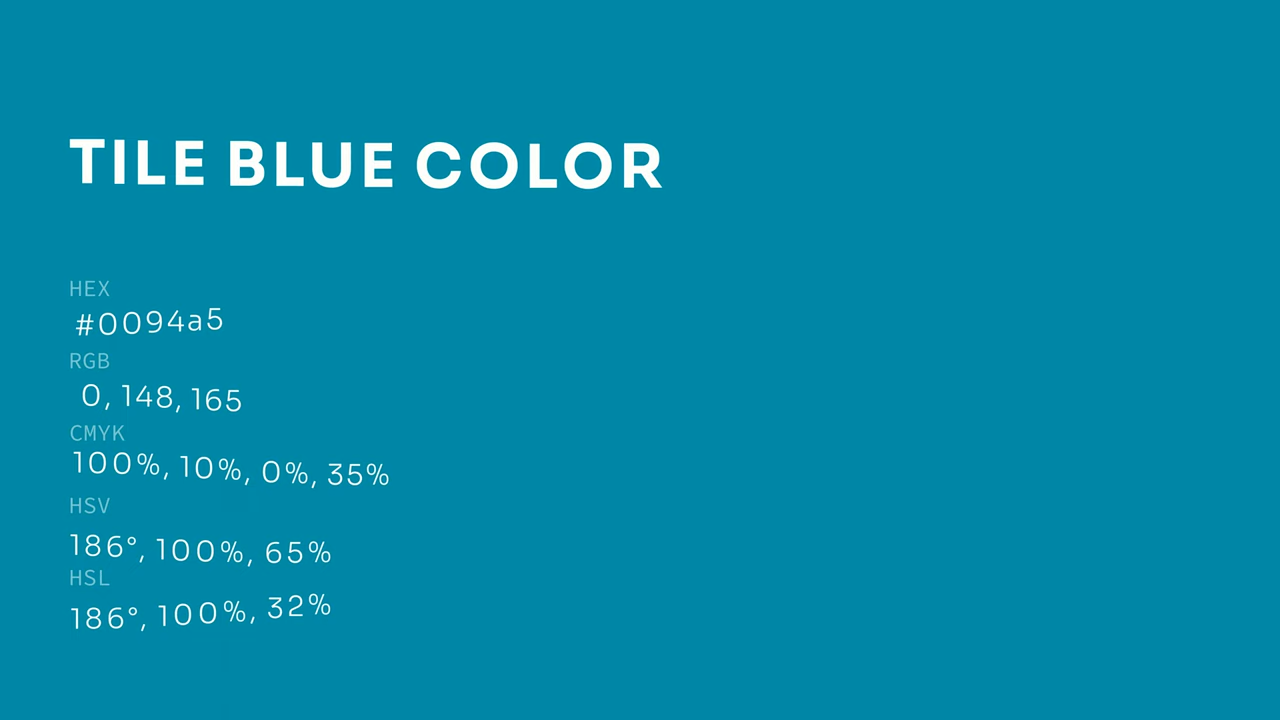 TILE BLUE COLOR
HEX
#0094a5
RGB
0, 148, 165
CMYK
100%, 10%, 0%, 35%
HSV
186°, 100%, 65%
HSL
186°, 100%, 32%